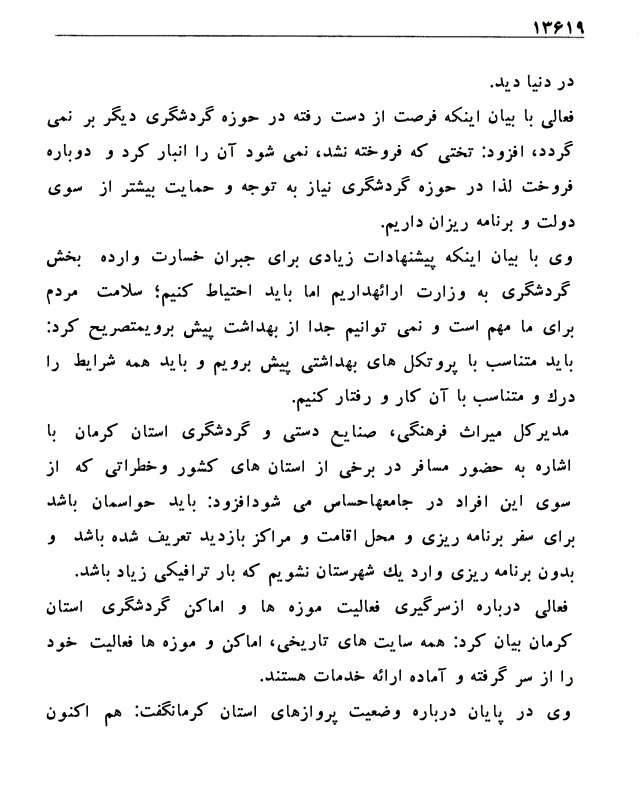 ۱۳۶۱۹
در دنیا دید.
فعالی با بیان اینکه فرصت از دست رفته در حوزه گردشگری دیگر بر نمی
گردد، افزود: تختی که فروخته نشد، نمی شود آن را انبار کرد و دوباره
فروخت لذا در حوزه گردشگری نیاز به توجه و حمایت بیشتر از سوی
دولت و برنامه ریزان داریم.
وی با بیان اینکه پیشنهادات زیادی برای جبران خسارت وارده بخش
گردشگری به وزارت ارائهداریم اما باید احتیاط کنیم؛ سلامت مردم
برای ما مهم است و نمی توانیم جدا از بهداشت پیش برویمتصریح کرد:
باید متناسب با پروتکل های بهداشتی پیش برویم و باید همه شرایط را
درك و متناسب با آن کار و رفتار کنیم.
مدیرکل میراث فرهنگی، صنایع دستی و گردشگری استان کرمان با
اشاره به حضور مسافر در برخی از استان های کشور وخطراتی که از
سوی این افراد در جامعهاحساس می شودافزود: باید حواسمان باشد
برای سفر برنامه ریزی و محل اقامت و مراکز بازدید تعریف شده باشد و
بدون برنامه ریزی وارد یك شهرستان نشویم که بار ترافیکی زیاد باشد.
فعالی درباره ازسرگیری فعالیت موزه ها و اماکن گردشگری استان
کرمان بیان کرد: همه سایت های تاریخی، اماکن و موزه ها فعالیت خود
را از سر گرفته و آماده ارائه خدمات هستند.
وی در پایان درباره وضعیت پروازهای استان کرمانگفت: هم اکنون